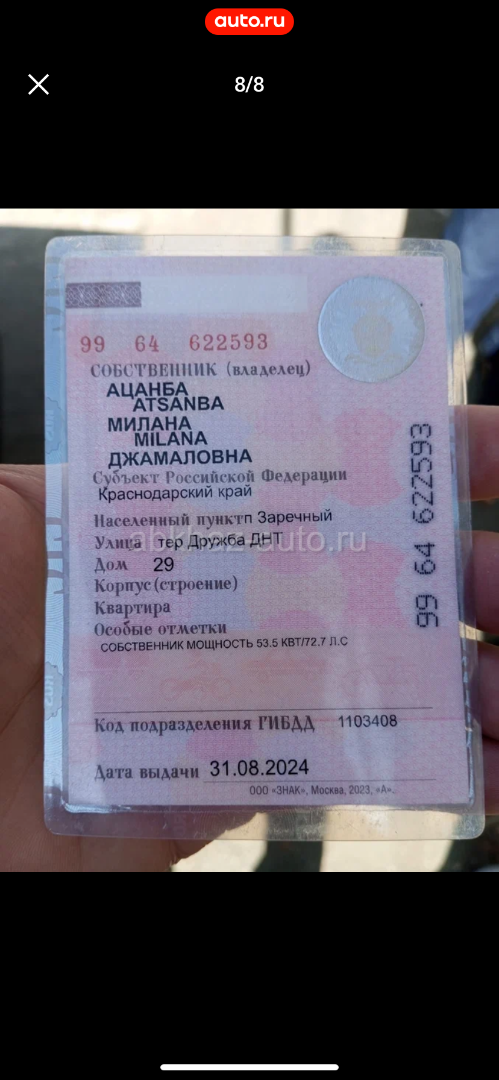 auto.ru
8/8
99 64 622593
СОБСТВЕННИК (владелец)
АЦАНБА
ATSANBA
МИЛАНА
MILANA
ДЖАМАЛОВНА
Субъект Российской Федерации
Краснодарский край
Населенный пункт п Заречный
Улица тер Дружба ДНТ
Дом 29
Корпус (строение)
Квартира
Особые отметки
СОБСТВЕННИК МОЩНОСТЬ 53.5 КВТ/72.7 Л.С
Код подразделения ГИБДД 1103408
Дата выдачи 31.08.2024
ООО «ЗНАК», Москва, 2023, «А».
99 64 622593